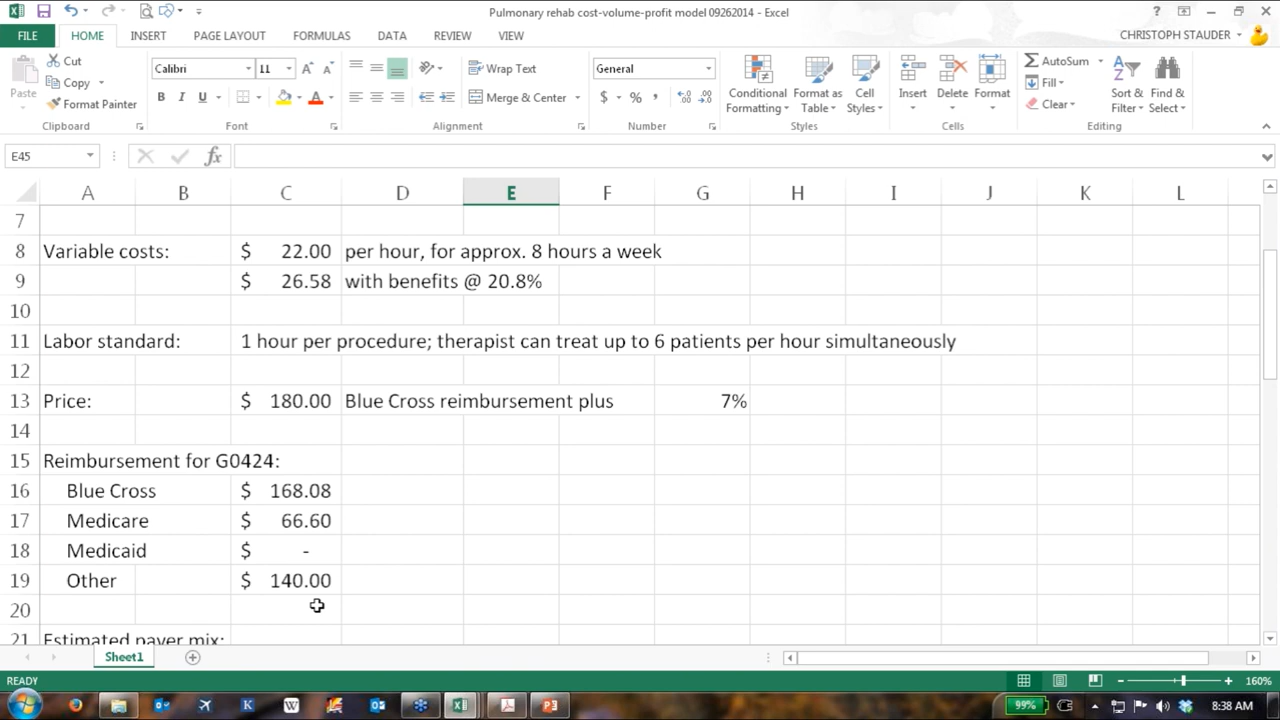 Pulmonary rehab cost-volume-profit model 09262014 - Excel
FILE HOME INSERT PAGE LAYOUT FORMULAS DATA REVIEW VIEW CHRISTOPH STAUDER
Paste Cut Copy Format Painter Clipboard
Calibri 11 B I U A Font
Wrap Text Merge & Center Alignment
General $ % , Number
Conditional Formatting Format as Table Cell Styles Styles
Insert Delete Format Cells
AutoSum Fill Clear Sort & Filter Find & Select Editing
E45 fx
A B C D E F G H I J K L
7
8 Variable costs: $ 22.00 per hour, for approx. 8 hours a week
9 $ 26.58 with benefits @ 20.8%
10
11 Labor standard: 1 hour per procedure; therapist can treat up to 6 patients per hour simultaneously
12
13 Price: $ 180.00 Blue Cross reimbursement plus 7%
14
15 Reimbursement for G0424:
16 Blue Cross $ 168.08
17 Medicare $ 66.60
18 Medicaid $ -
19 Other $ 140.00
20
21 Estimated payer mix:
Sheet1
READY 160%
99% 8:38 AM